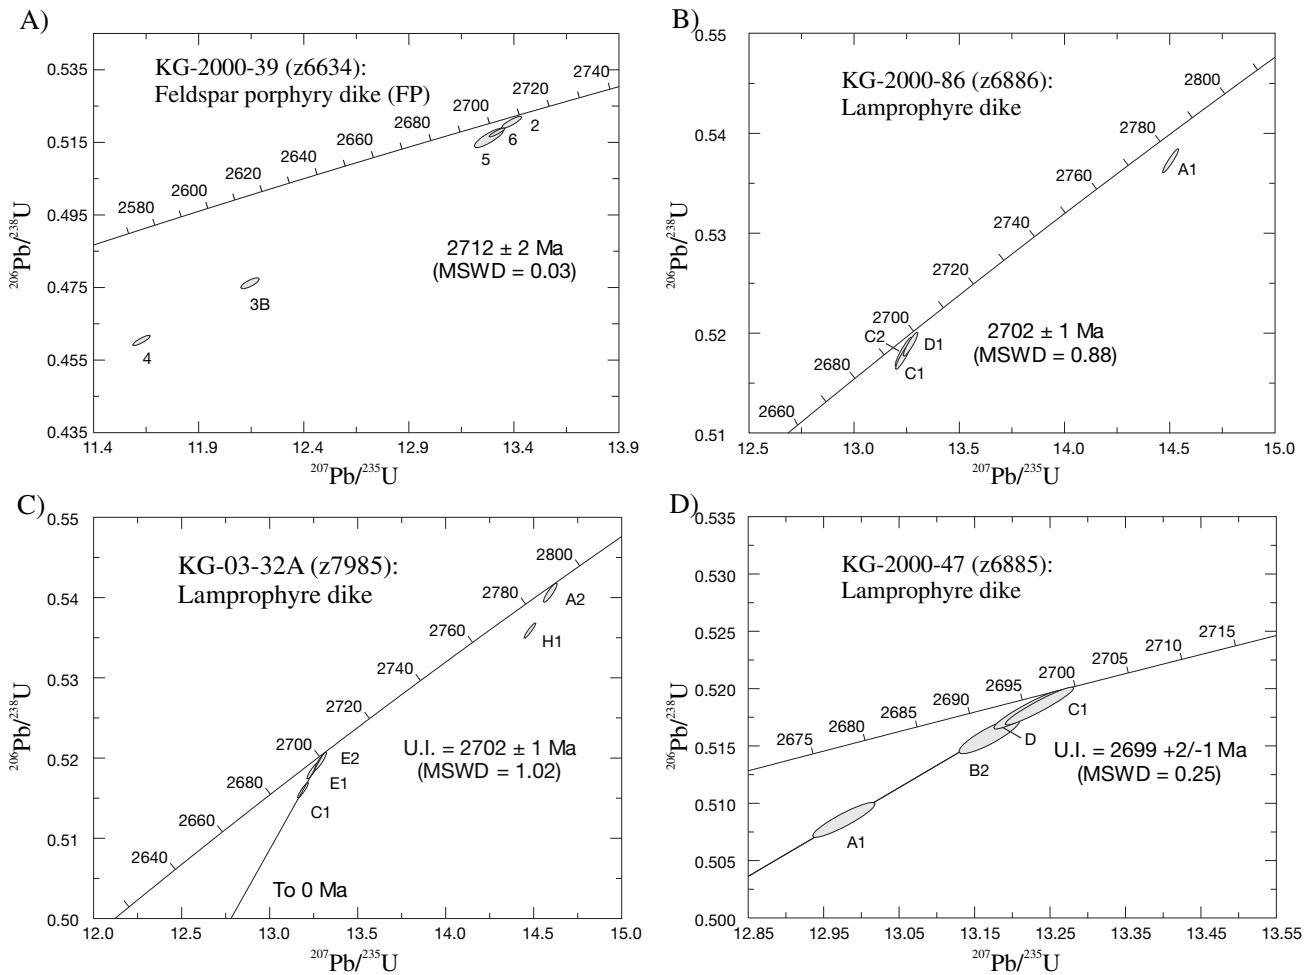 A)
KG-2000-39 (z6634):
Feldspar porphyry dike (FP)
0.535
0.515
0.495
0.475
0.455
0.435
206Pb/238U
2580
2600
2620
2640
2660
2680
2700
2720
2740
2
6
5
3B
4
2712 ± 2 Ma
(MSWD = 0.03)
11.4
11.9
12.4
12.9
13.4
13.9
207Pb/235U
B)
KG-2000-86 (z6886):
Lamprophyre dike
0.55
0.54
0.53
0.52
0.51
206Pb/238U
2660
2680
2700
2720
2740
2760
2780
2800
A1
C2
D1
C1
2702 ± 1 Ma
(MSWD = 0.88)
12.5
13.0
13.5
14.0
14.5
15.0
207Pb/235U
C)
KG-03-32A (z7985):
Lamprophyre dike
0.55
0.54
0.53
0.52
0.51
0.50
206Pb/238U
2640
2660
2680
2700
2720
2740
2760
2780
2800
A2
H1
E2
E1
C1
U.I. = 2702 ± 1 Ma
(MSWD = 1.02)
To 0 Ma
12.0
12.5
13.0
13.5
14.0
14.5
15.0
207Pb/235U
D)
KG-2000-47 (z6885):
Lamprophyre dike
0.535
0.530
0.525
0.520
0.515
0.510
0.505
0.500
206Pb/238U
2675
2680
2685
2690
2695
2700
2705
2710
2715
C1
D
B2
A1
U.I. = 2699 +2/-1 Ma
(MSWD = 0.25)
12.85
12.95
13.05
13.15
13.25
13.35
13.45
13.55
207Pb/235U